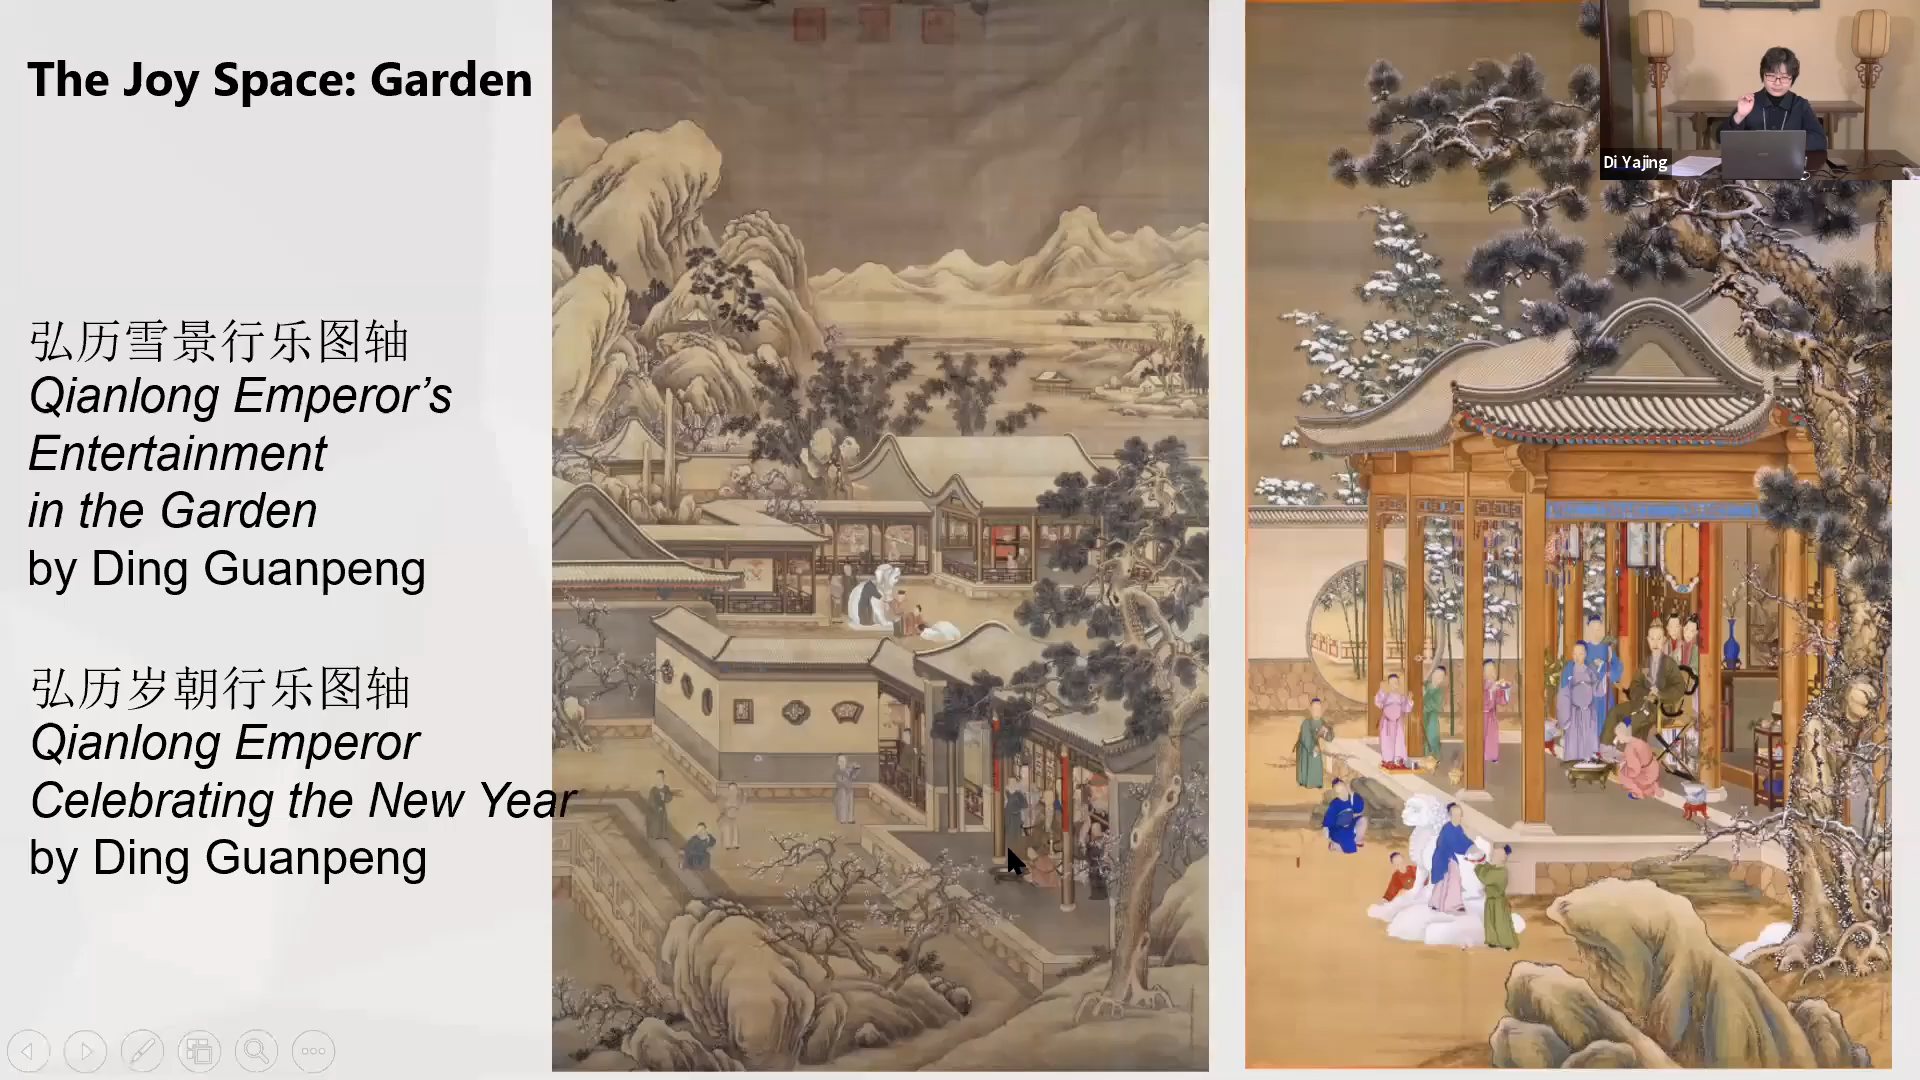 The Joy Space: Garden
弘历雪景行乐图轴
Qianlong Emperor’s
Entertainment
in the Garden
by Ding Guanpeng
弘历岁朝行乐图轴
Qianlong Emperor
Celebrating the New Year
by Ding Guanpeng
Di Yajing